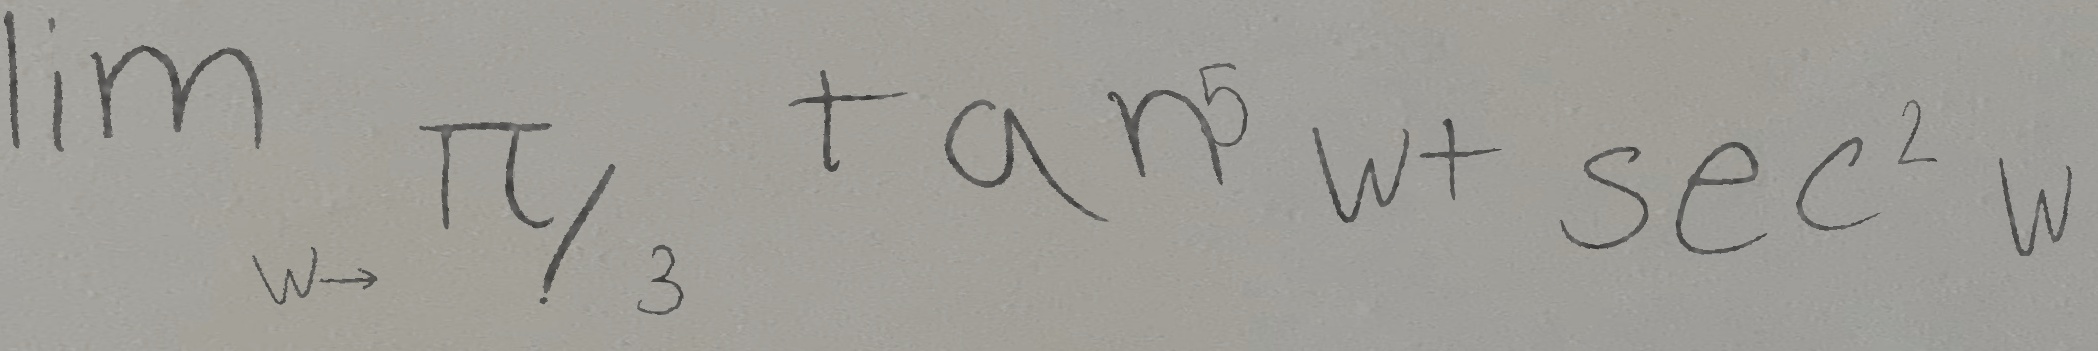 lim w→ π/3 tan⁵ w + sec² w